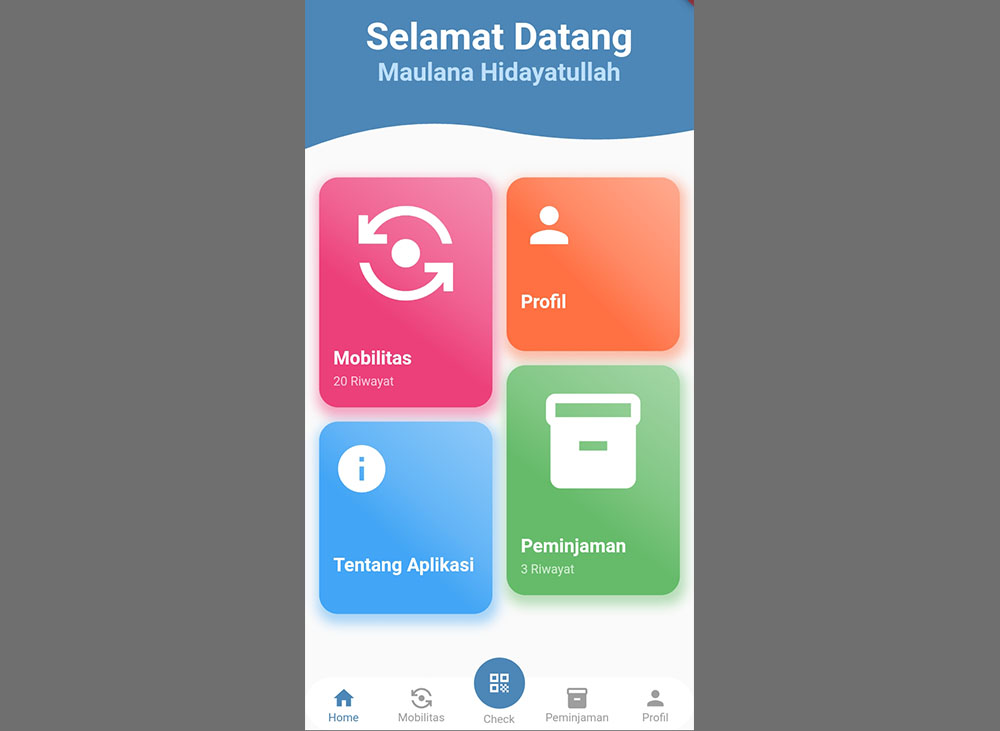 Selamat Datang
Maulana Hidayatullah
Mobilitas
20 Riwayat
Profil
Tentang Aplikasi
Peminjaman
3 Riwayat
Home
Mobilitas
Check
Peminjaman
Profil